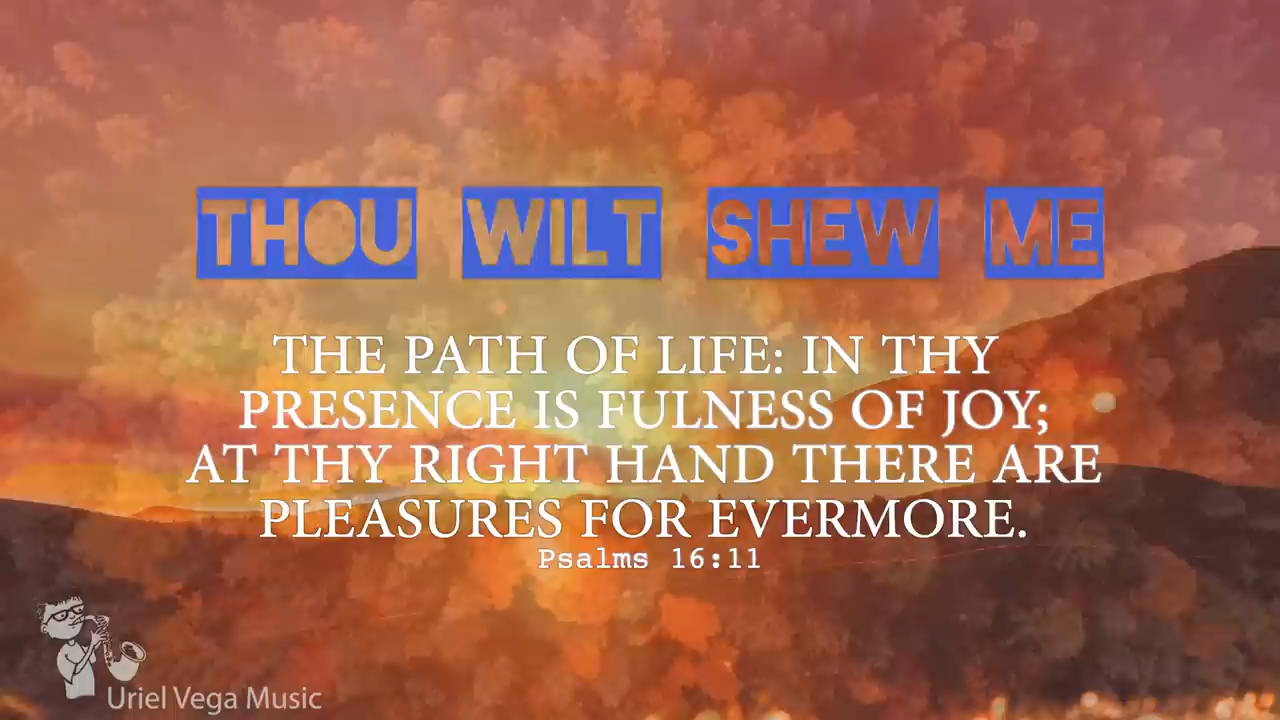 THOU WILT SHEW ME
THE PATH OF LIFE: IN THY
PRESENCE IS FULNESS OF JOY;
AT THY RIGHT HAND THERE ARE
PLEASURES FOR EVERMORE.
Psalms 16:11
Uriel Vega Music